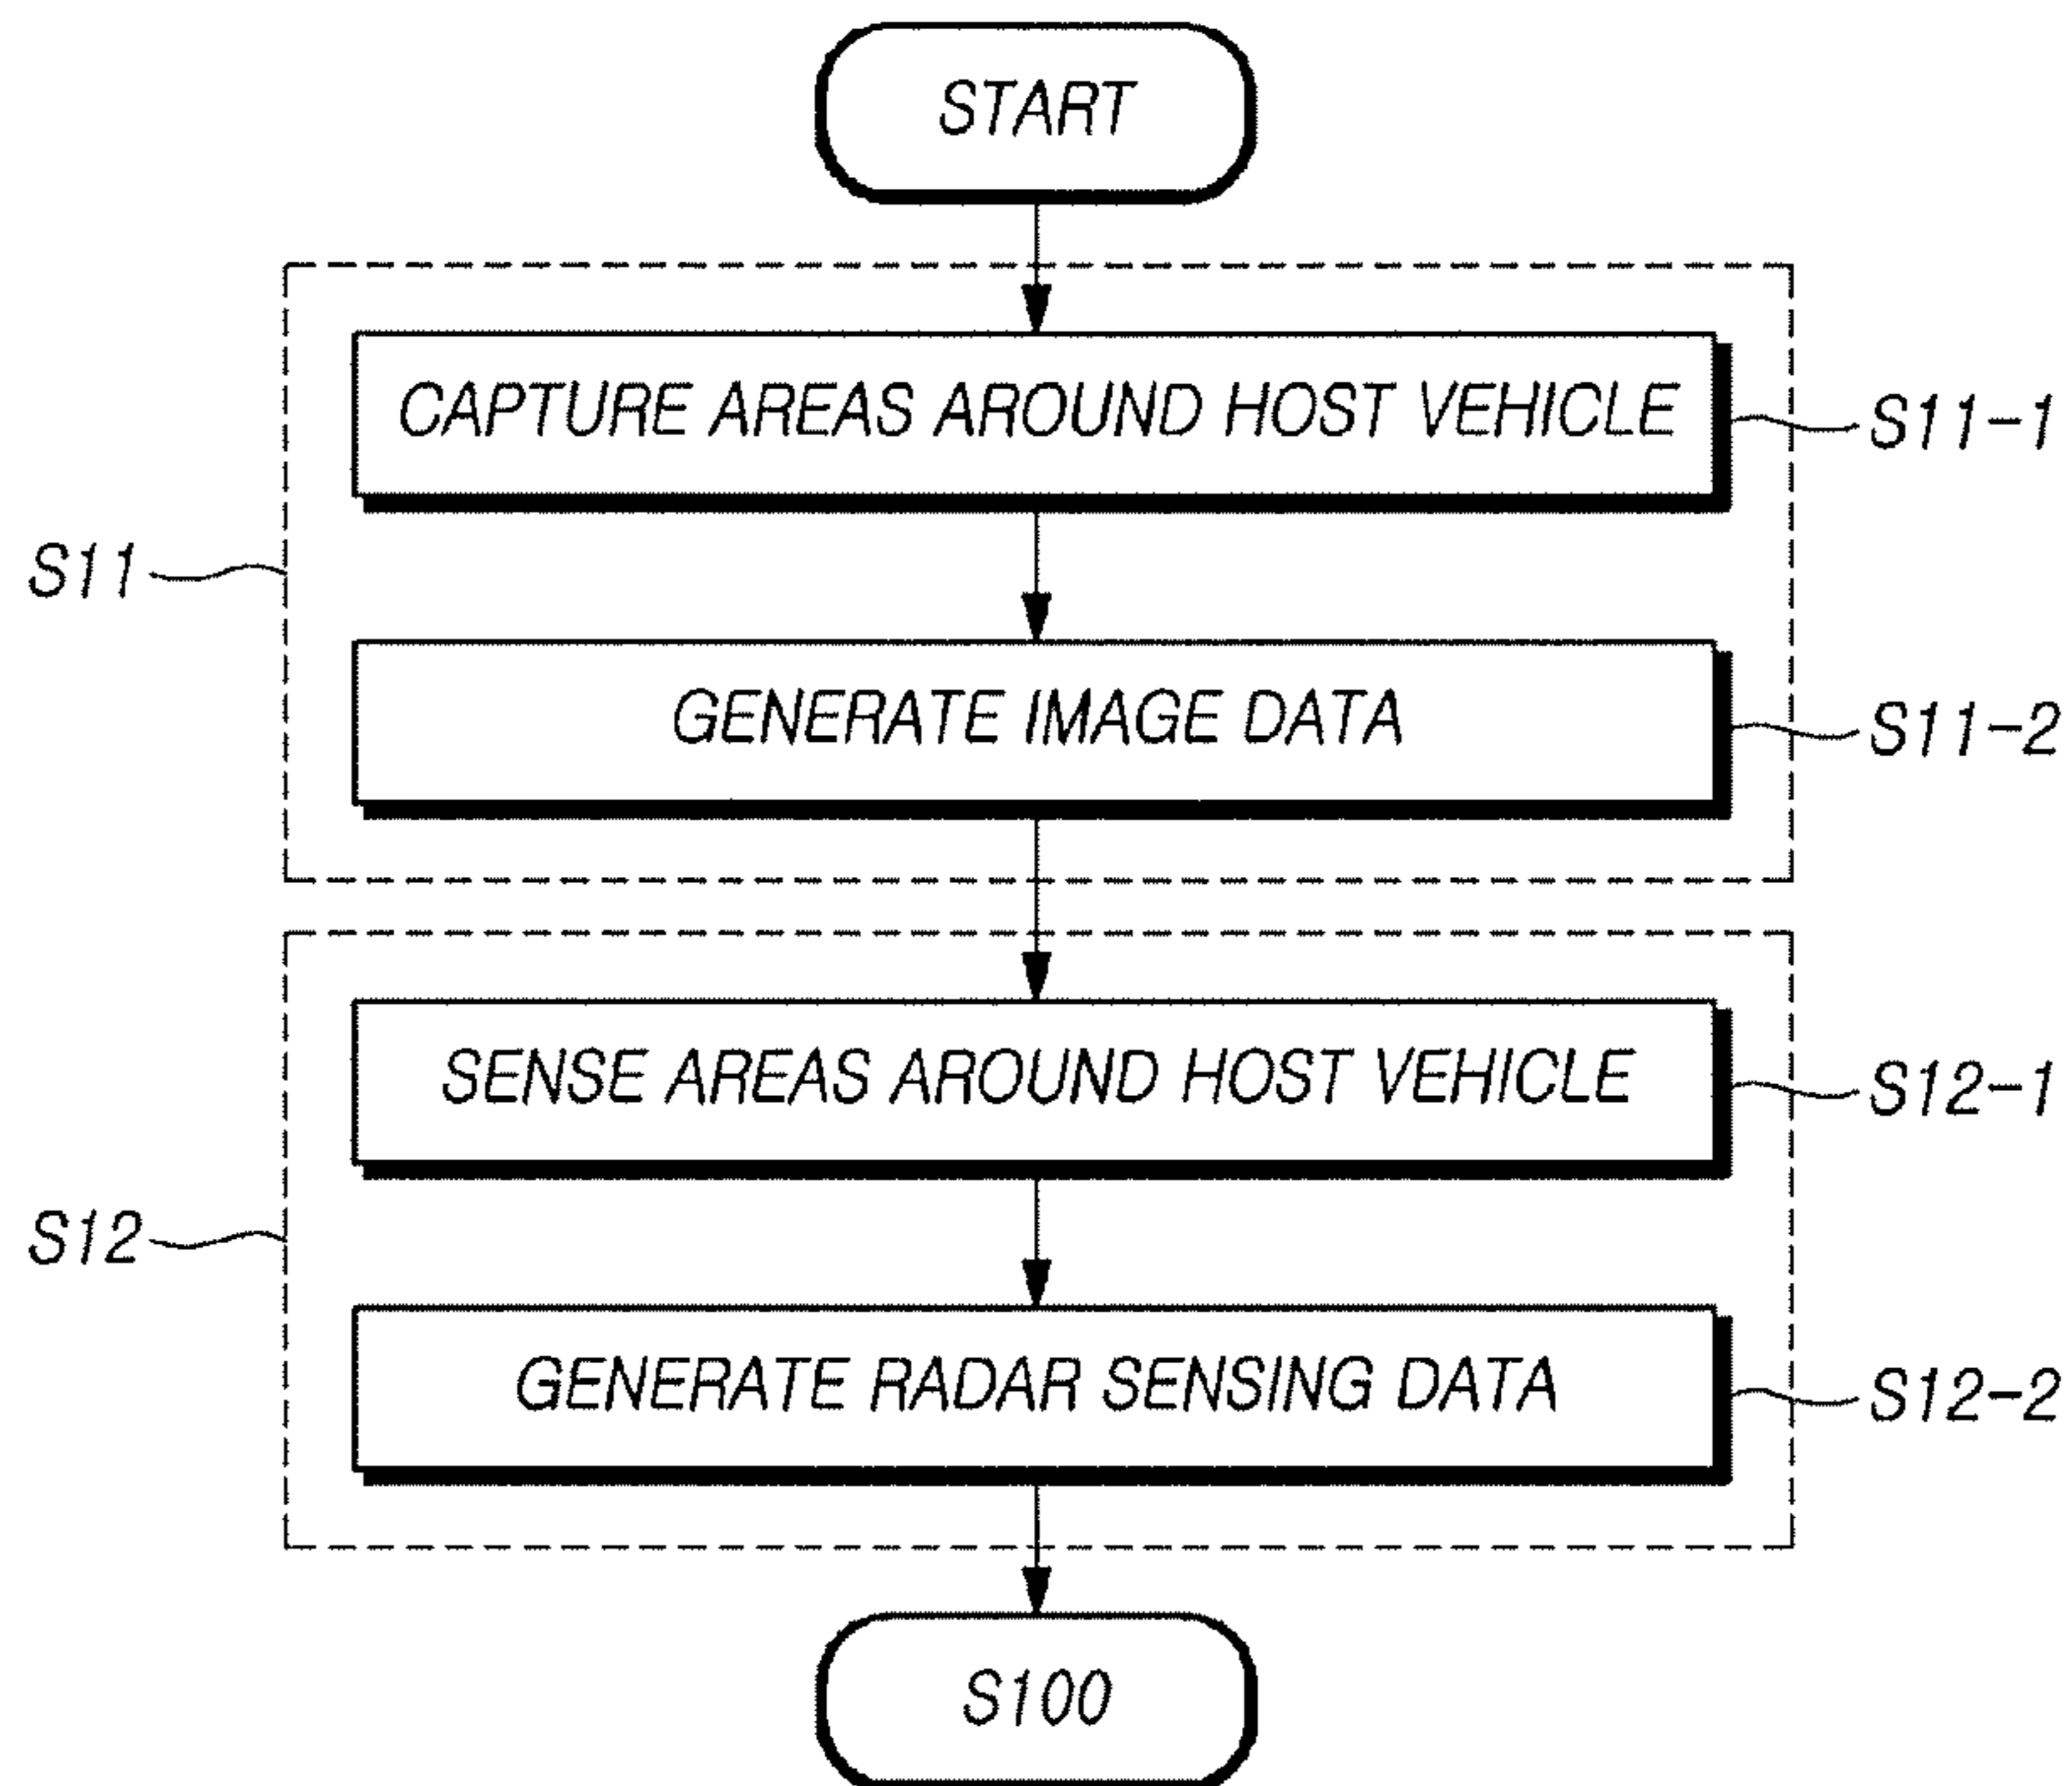 START
CAPTURE AREAS AROUND HOST VEHICLE
S11-1
S11
GENERATE IMAGE DATA
S11-2
SENSE AREAS AROUND HOST VEHICLE
S12-1
S12
GENERATE RADAR SENSING DATA
S12-2
S100